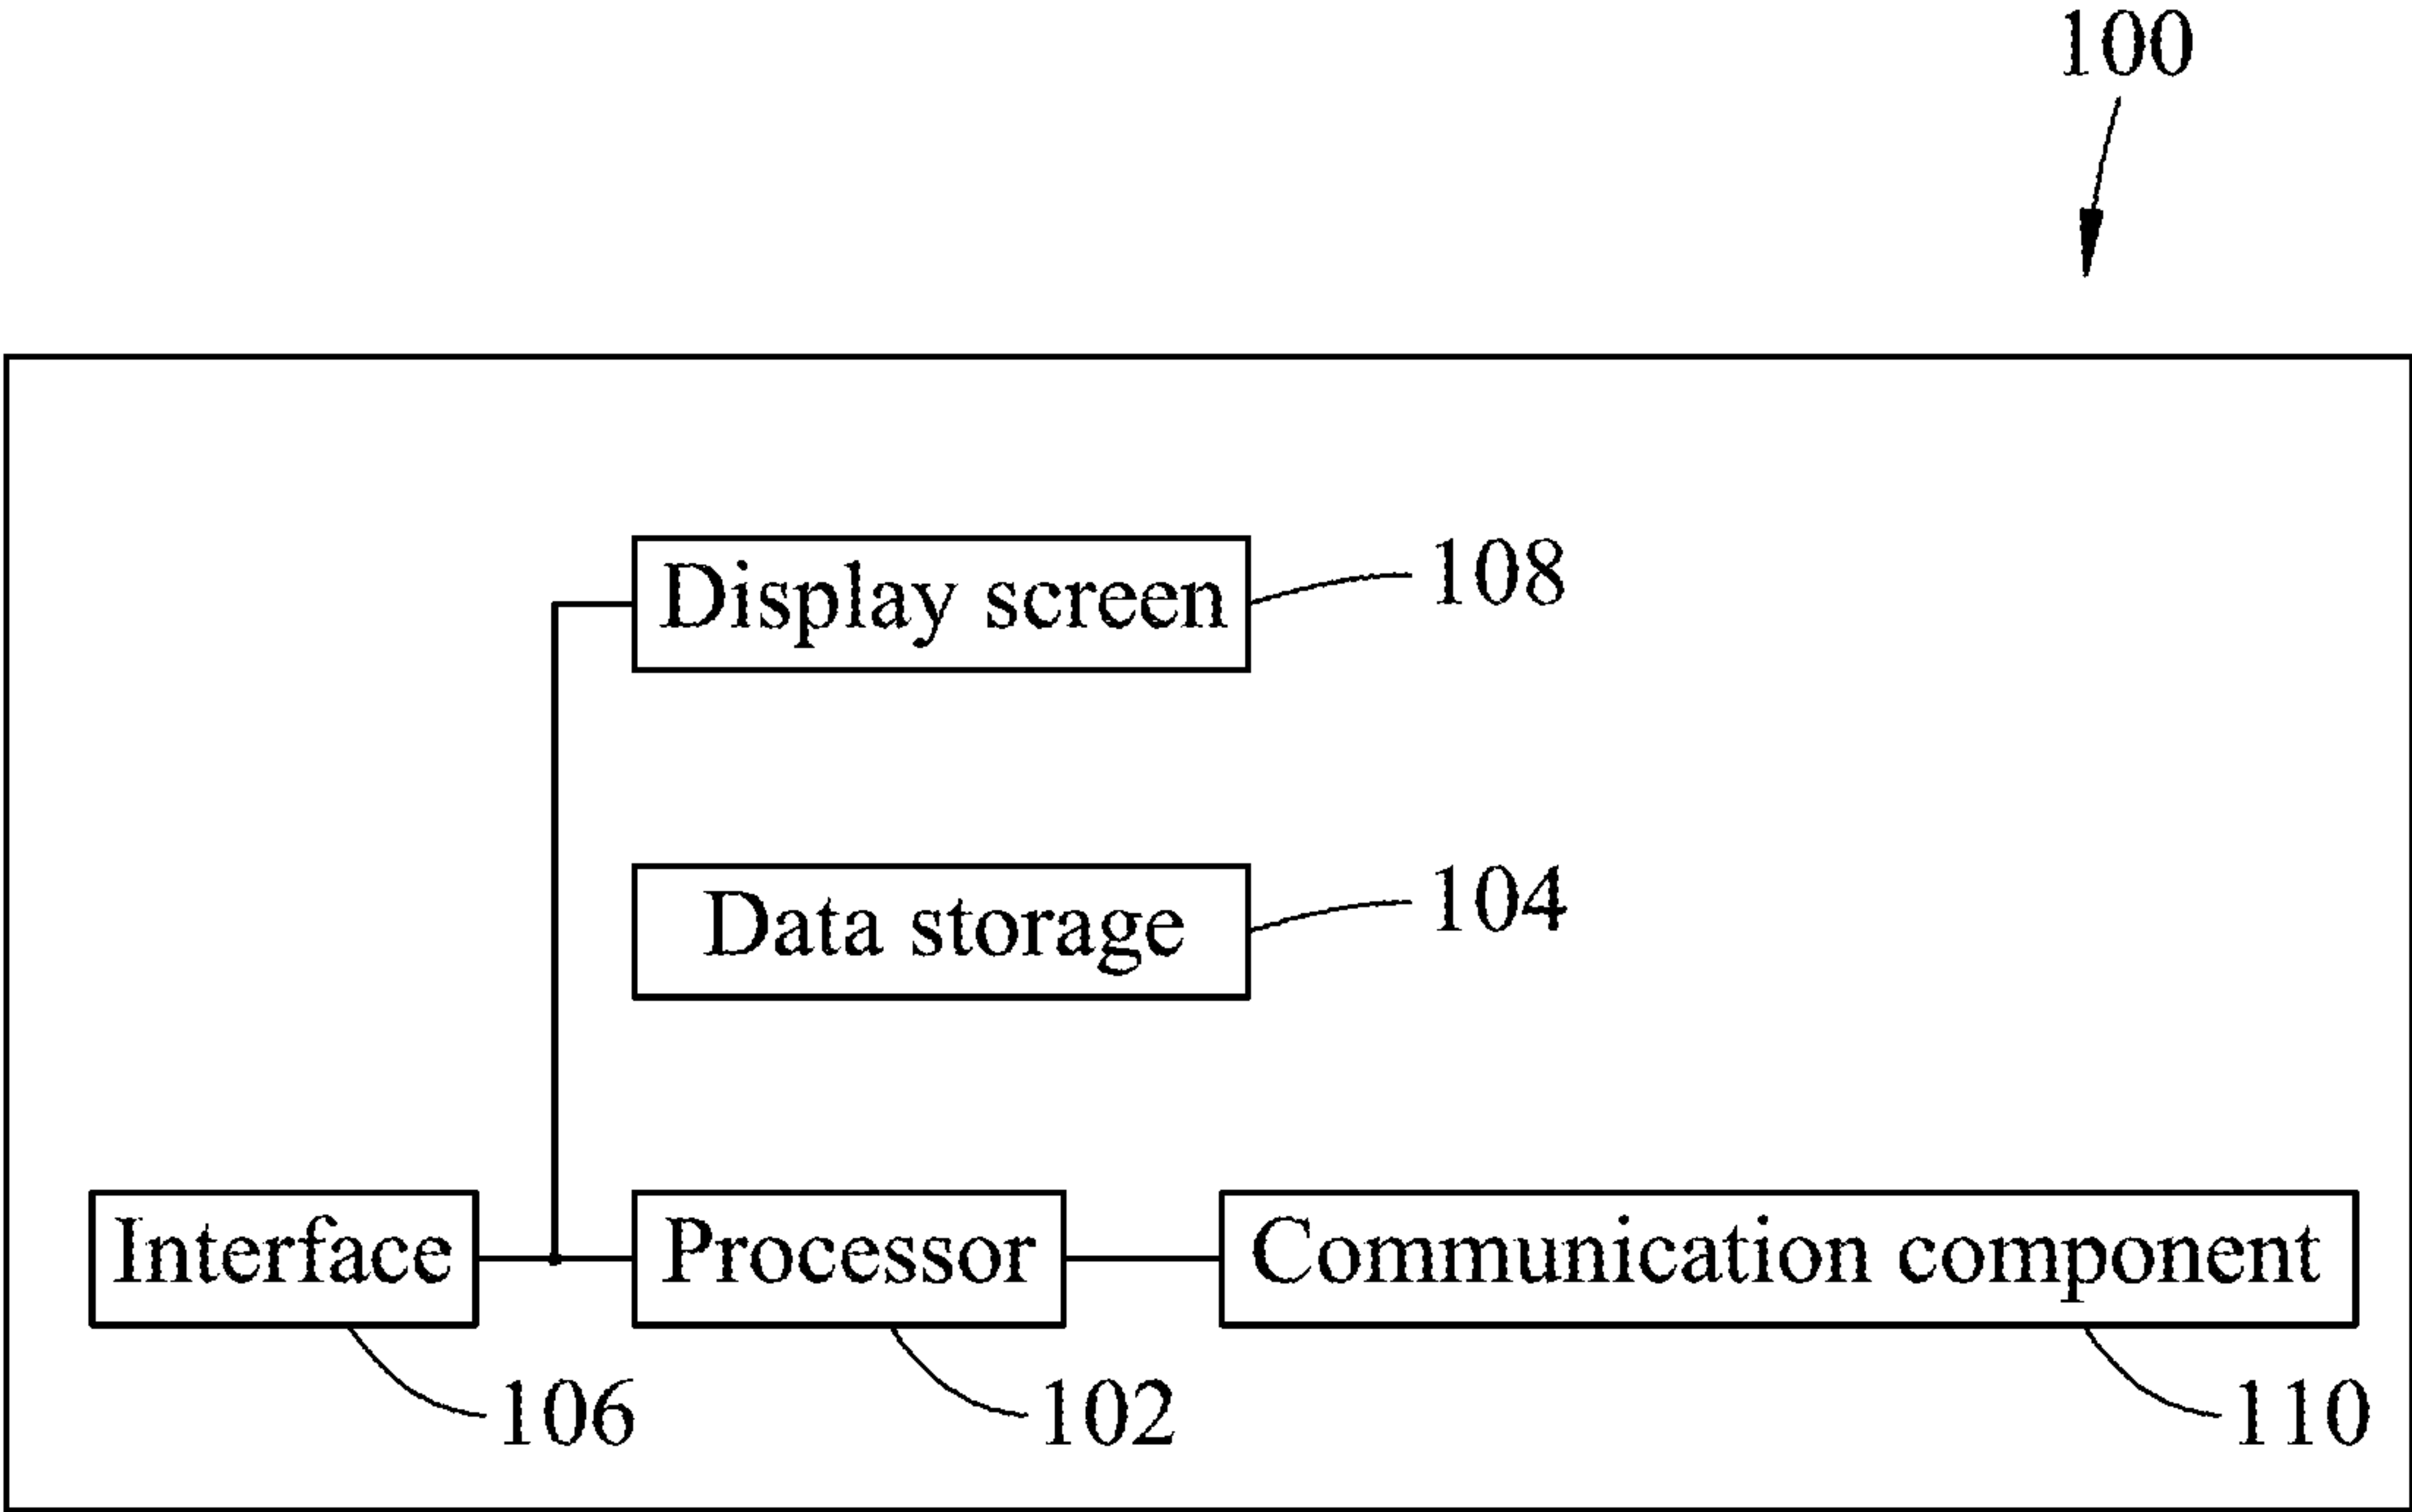 100
Display screen 108
Data storage 104
Interface Processor Communication component
106 102 110